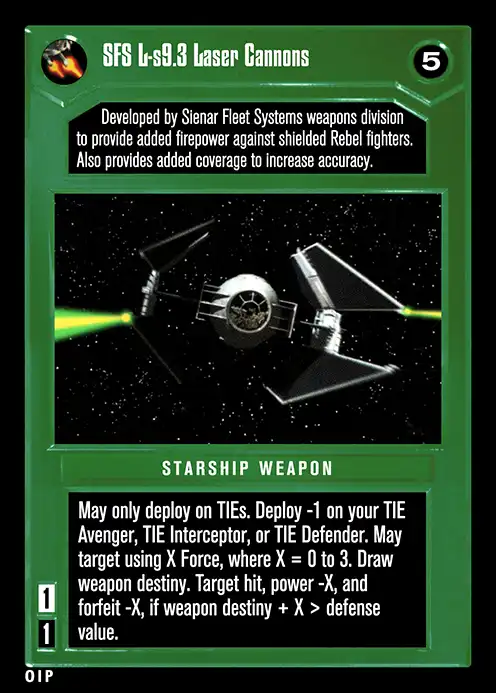 SFS L-s9.3 Laser Cannons
5
Developed by Sienar Fleet Systems weapons division
to provide added firepower against shielded Rebel fighters.
Also provides added coverage to increase accuracy.
STARSHIP WEAPON
May only deploy on TIEs. Deploy -1 on your TIE
Avenger, TIE Interceptor, or TIE Defender. May
target using X Force, where X = 0 to 3. Draw
weapon destiny. Target hit, power -X, and
forfeit -X, if weapon destiny + X > defense
value.
1
1
OIP